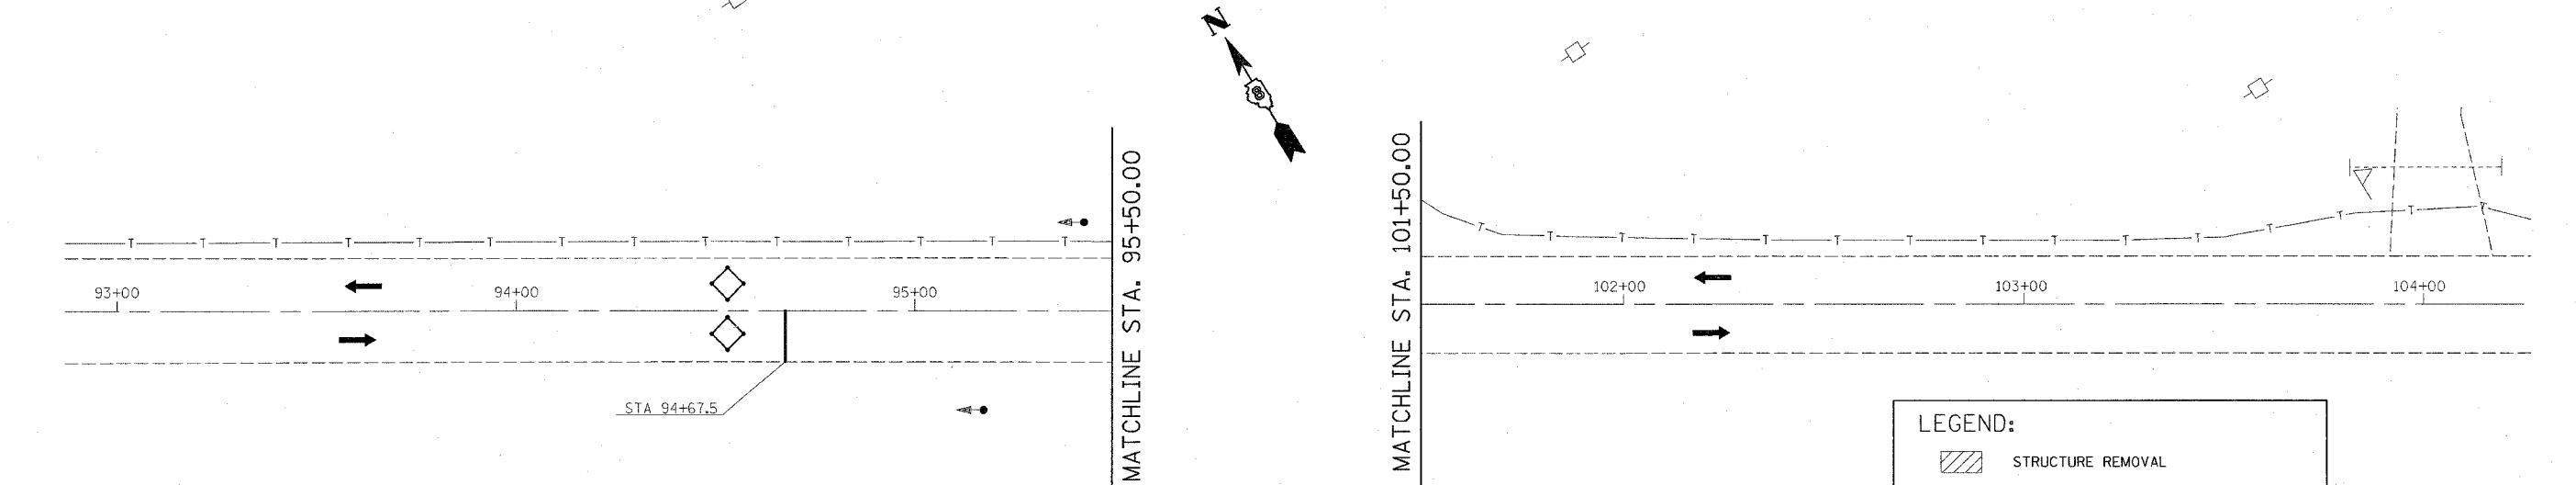 N
8
MATCHLINE STA. 95+50.00
MATCHLINE STA. 101+50.00
T T T T T T T T T T T T T T
T T T T T T T T T T T T T T T
93+00 94+00 95+00
102+00 103+00 104+00
STA 94+67.5
LEGEND:
STRUCTURE REMOVAL